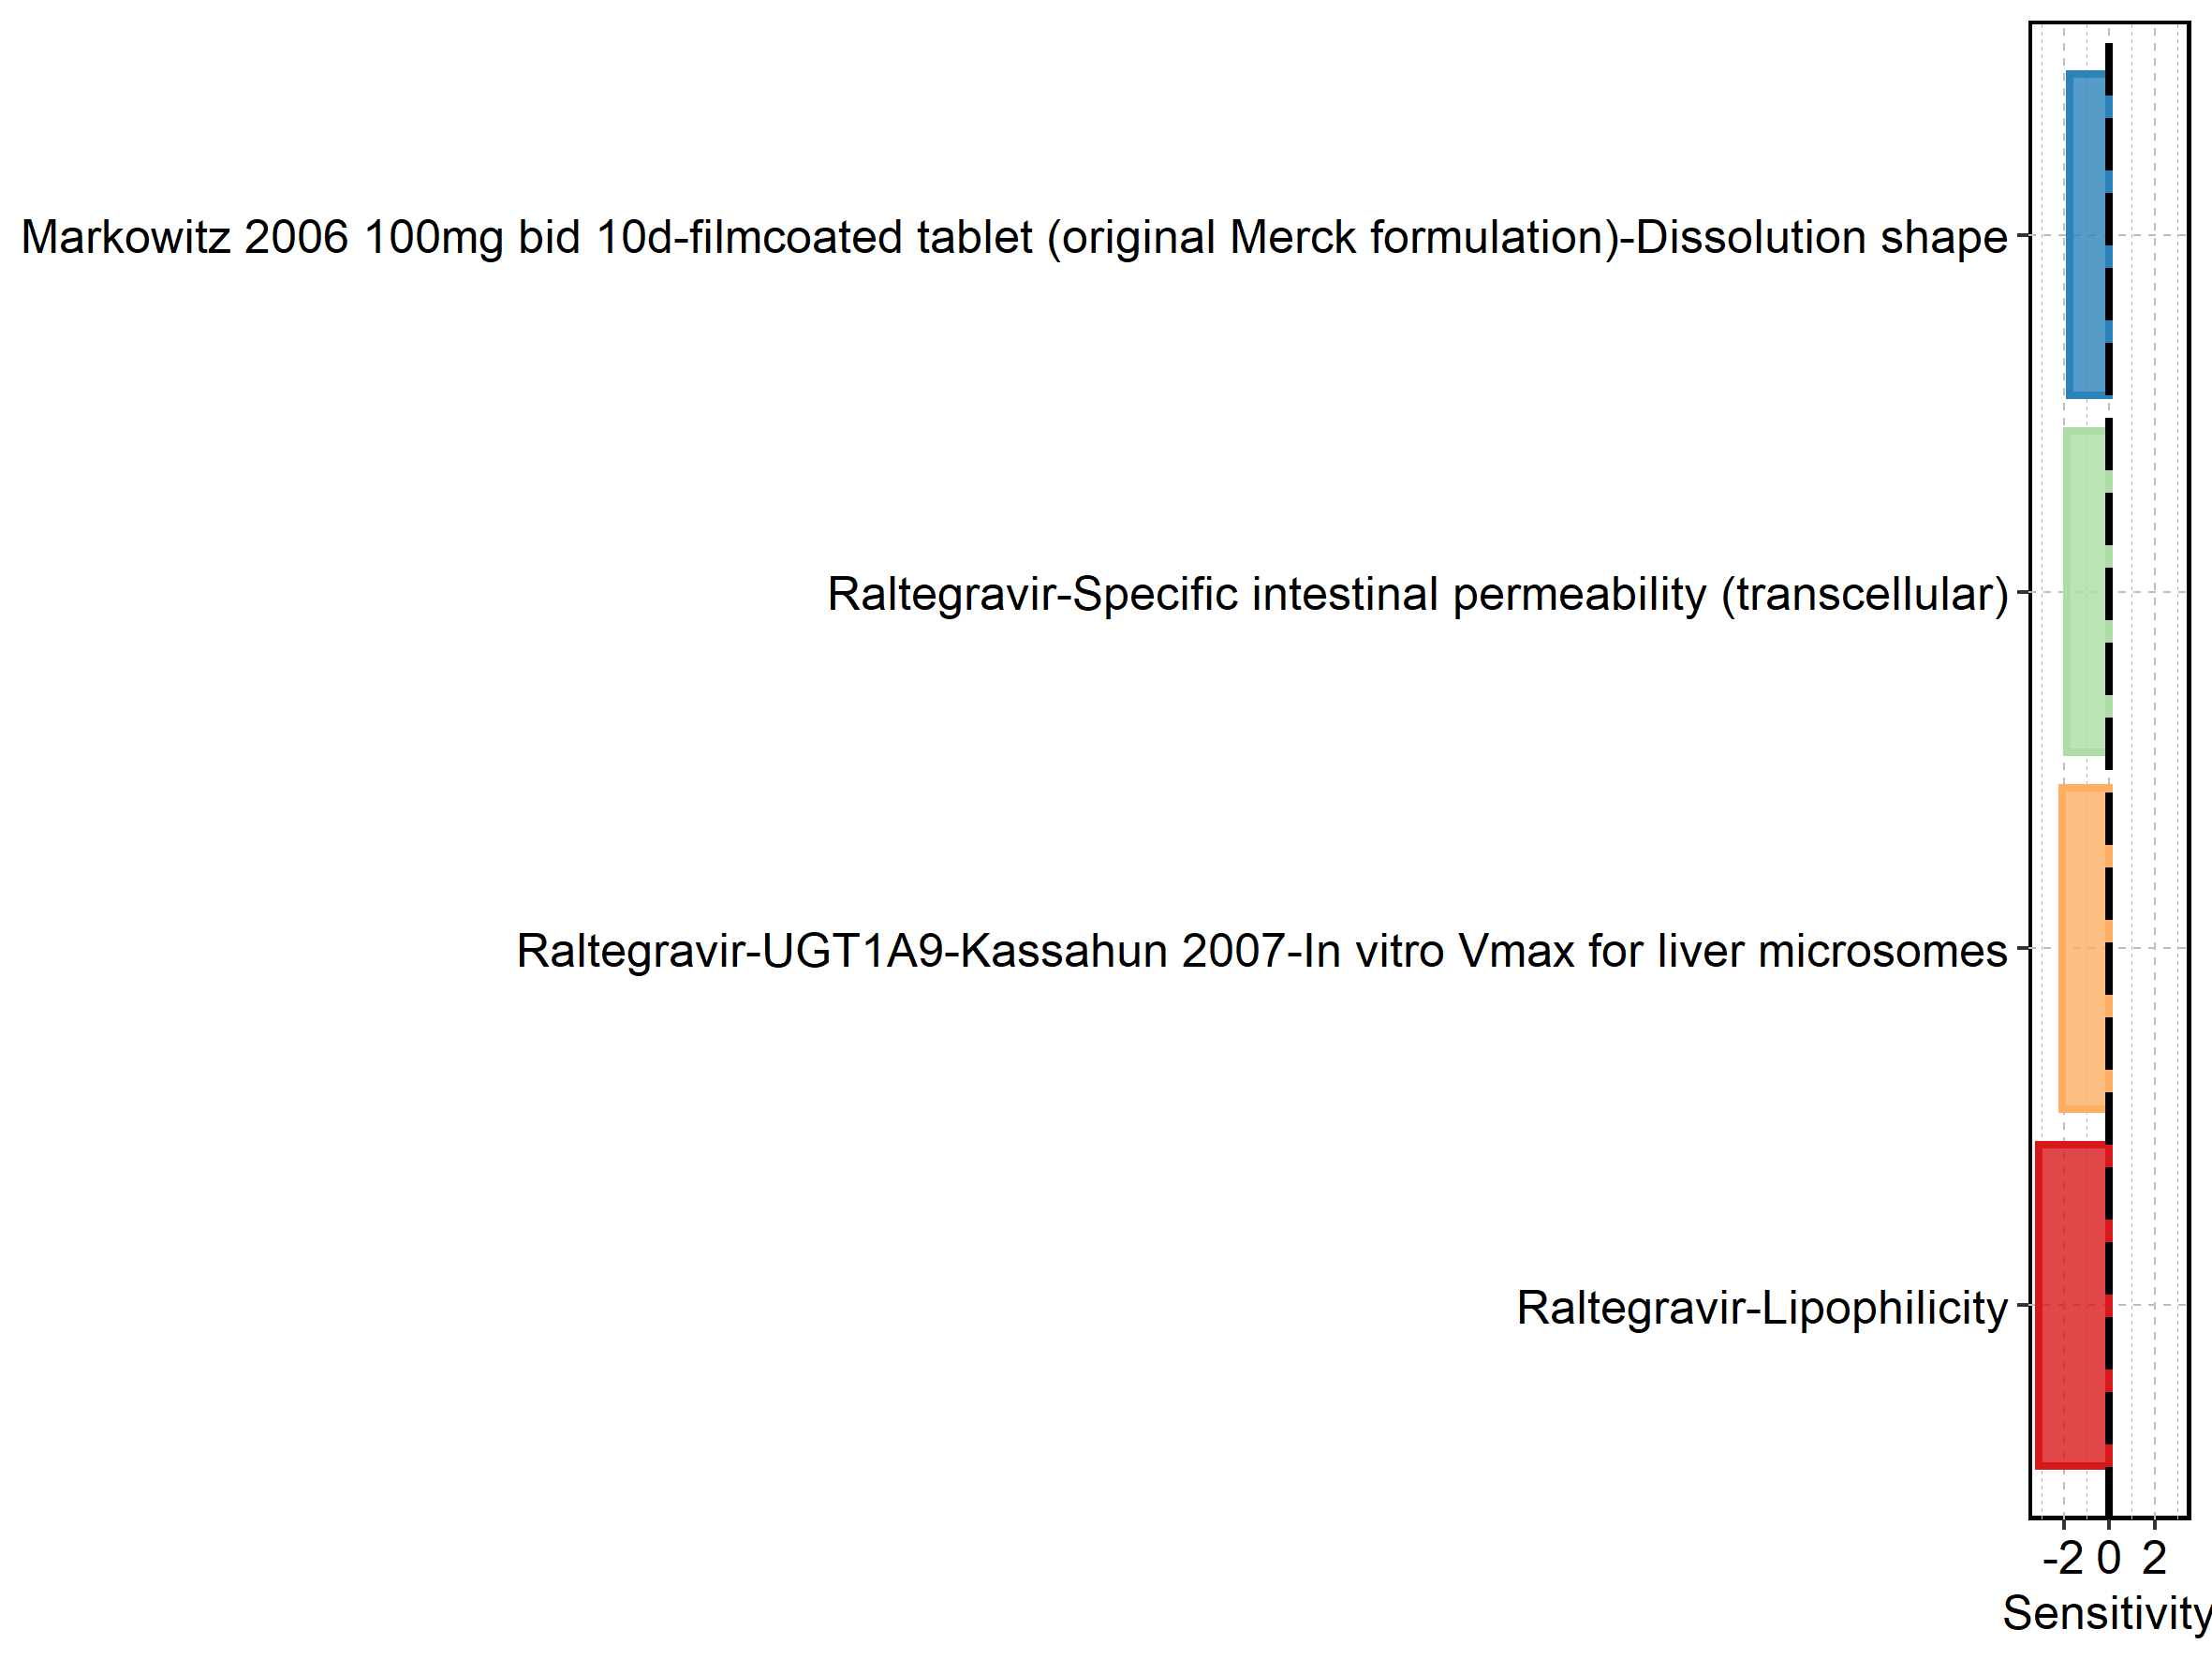 Markowitz 2006 100mg bid 10d-filmcoated tablet (original Merck formulation)-Dissolution shape
Raltegravir-Specific intestinal permeability (transcellular)
Raltegravir-UGT1A9-Kassahun 2007-In vitro Vmax for liver microsomes
Raltegravir-Lipophilicity
-2 0 2
Sensitivity